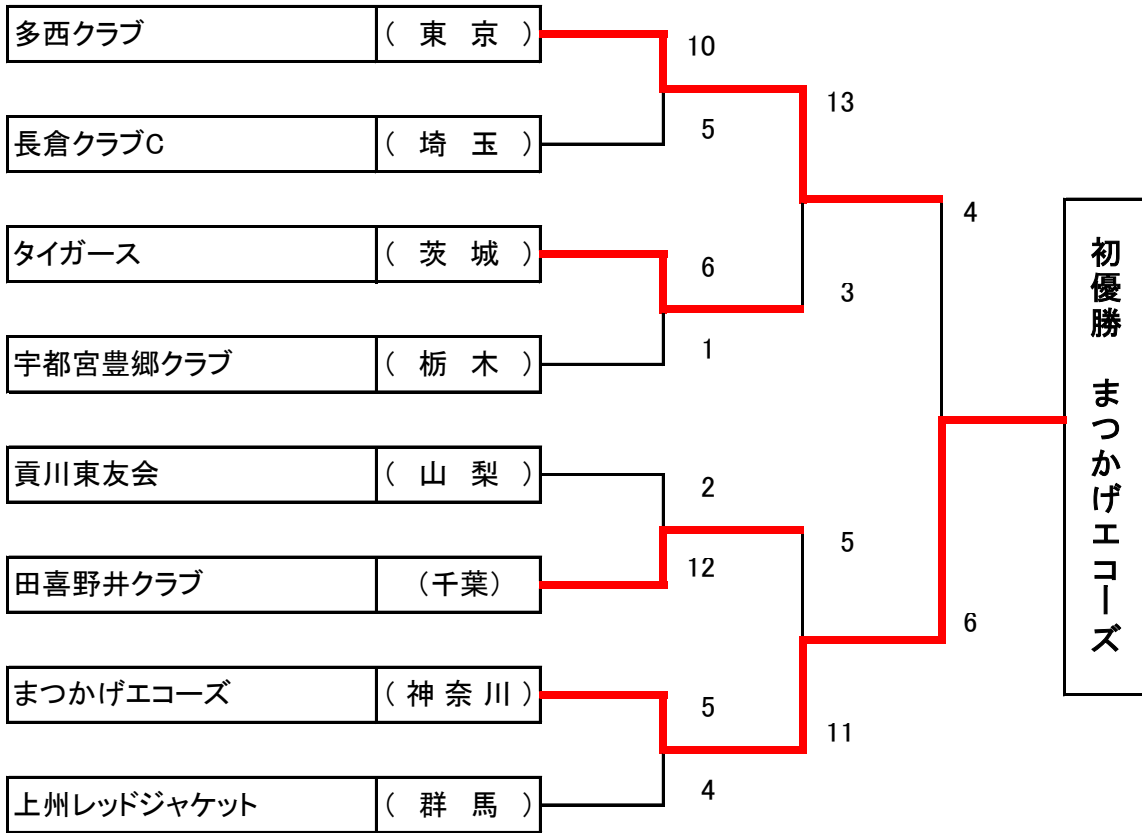 多西クラブ ( 東 京 )
10
13
長倉クラブC ( 埼 玉 )
5
4
タイガース ( 茨 城 )
6
3
宇都宮豊郷クラブ ( 栃 木 )
1
貢川東友会 ( 山 梨 )
2
5
田喜野井クラブ (千葉)
12
6
まつかげエコーズ ( 神 奈 川 )
5
11
上州レッドジャケット ( 群 馬 )
4
初優勝 まつかげエコーズ